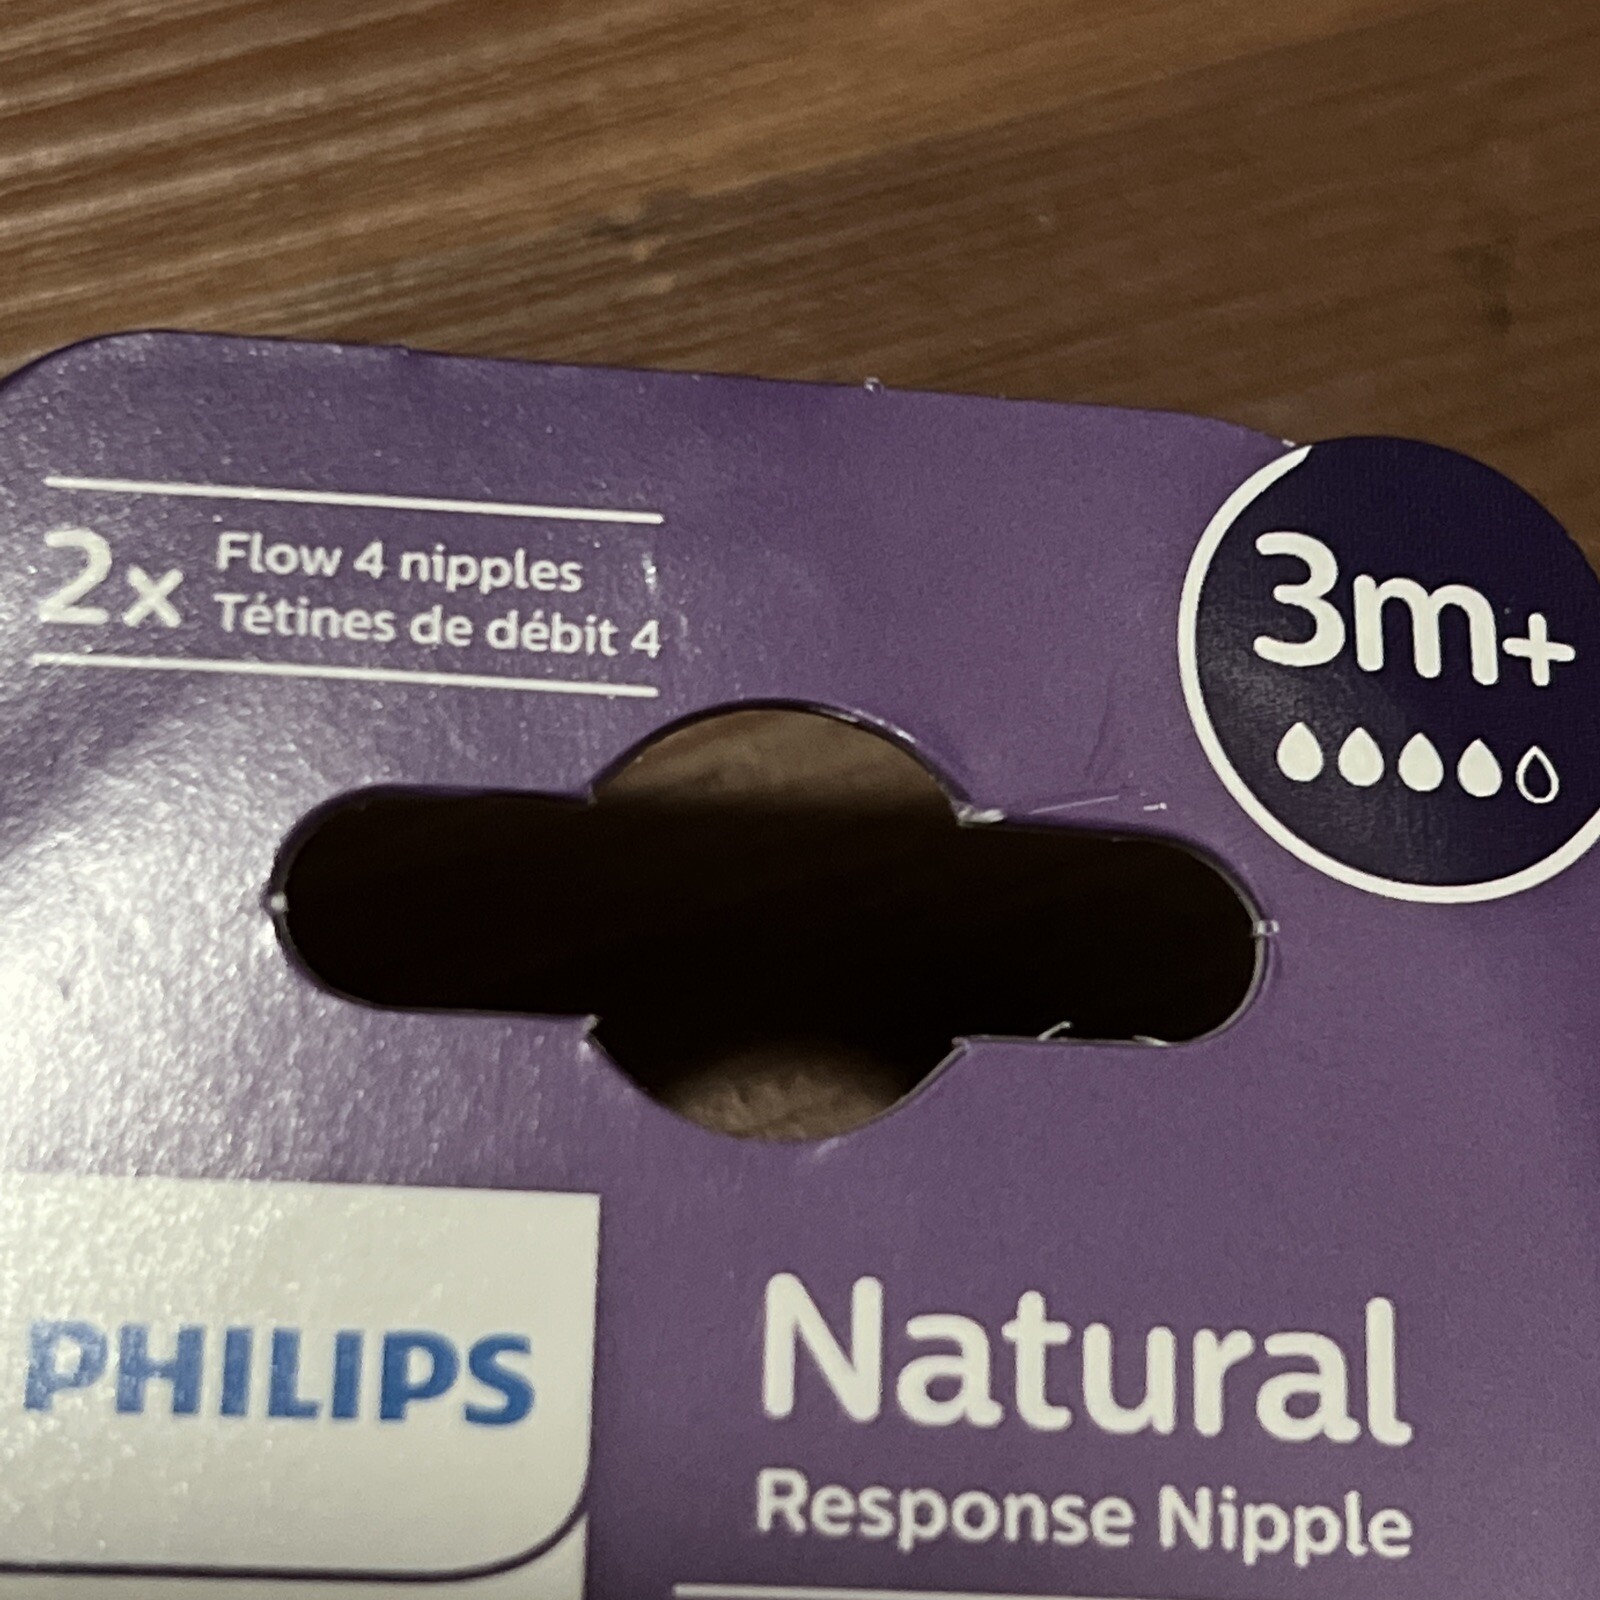 2x
Flow 4 nipples
Tétines de débit 4
3m+
PHILIPS
Natural
Response Nipple